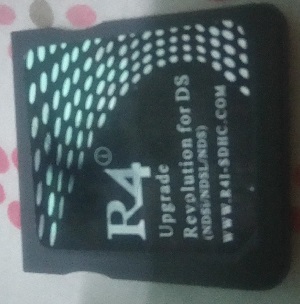 R4
i
Upgrade
Revolution for DS
(NDSi/NDSL/NDS)
WWW.R4I-SDHC.COM